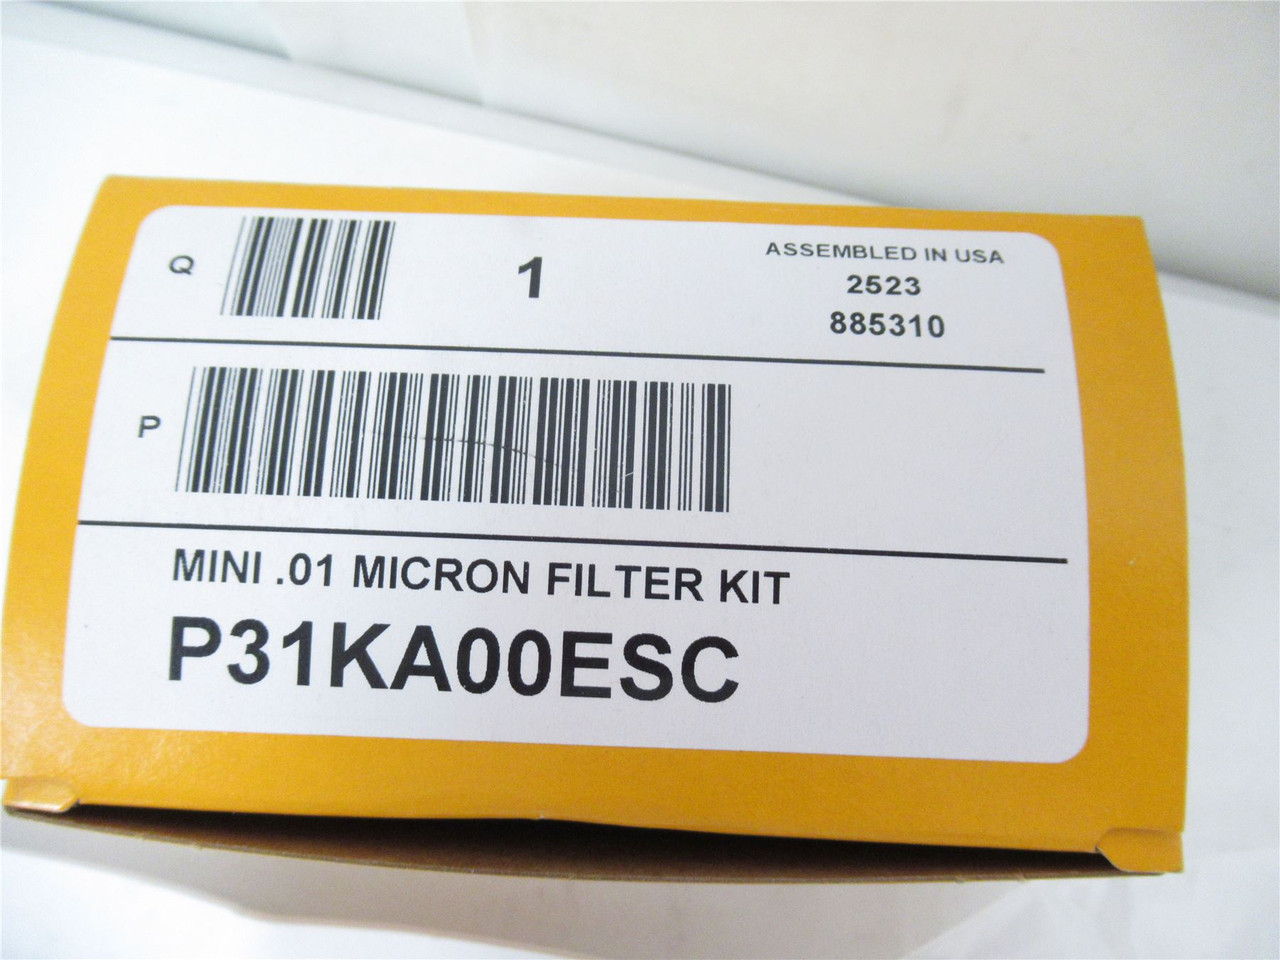 Q
1
ASSEMBLED IN USA
2523
885310
P
MINI .01 MICRON FILTER KIT
P31KA00ESC